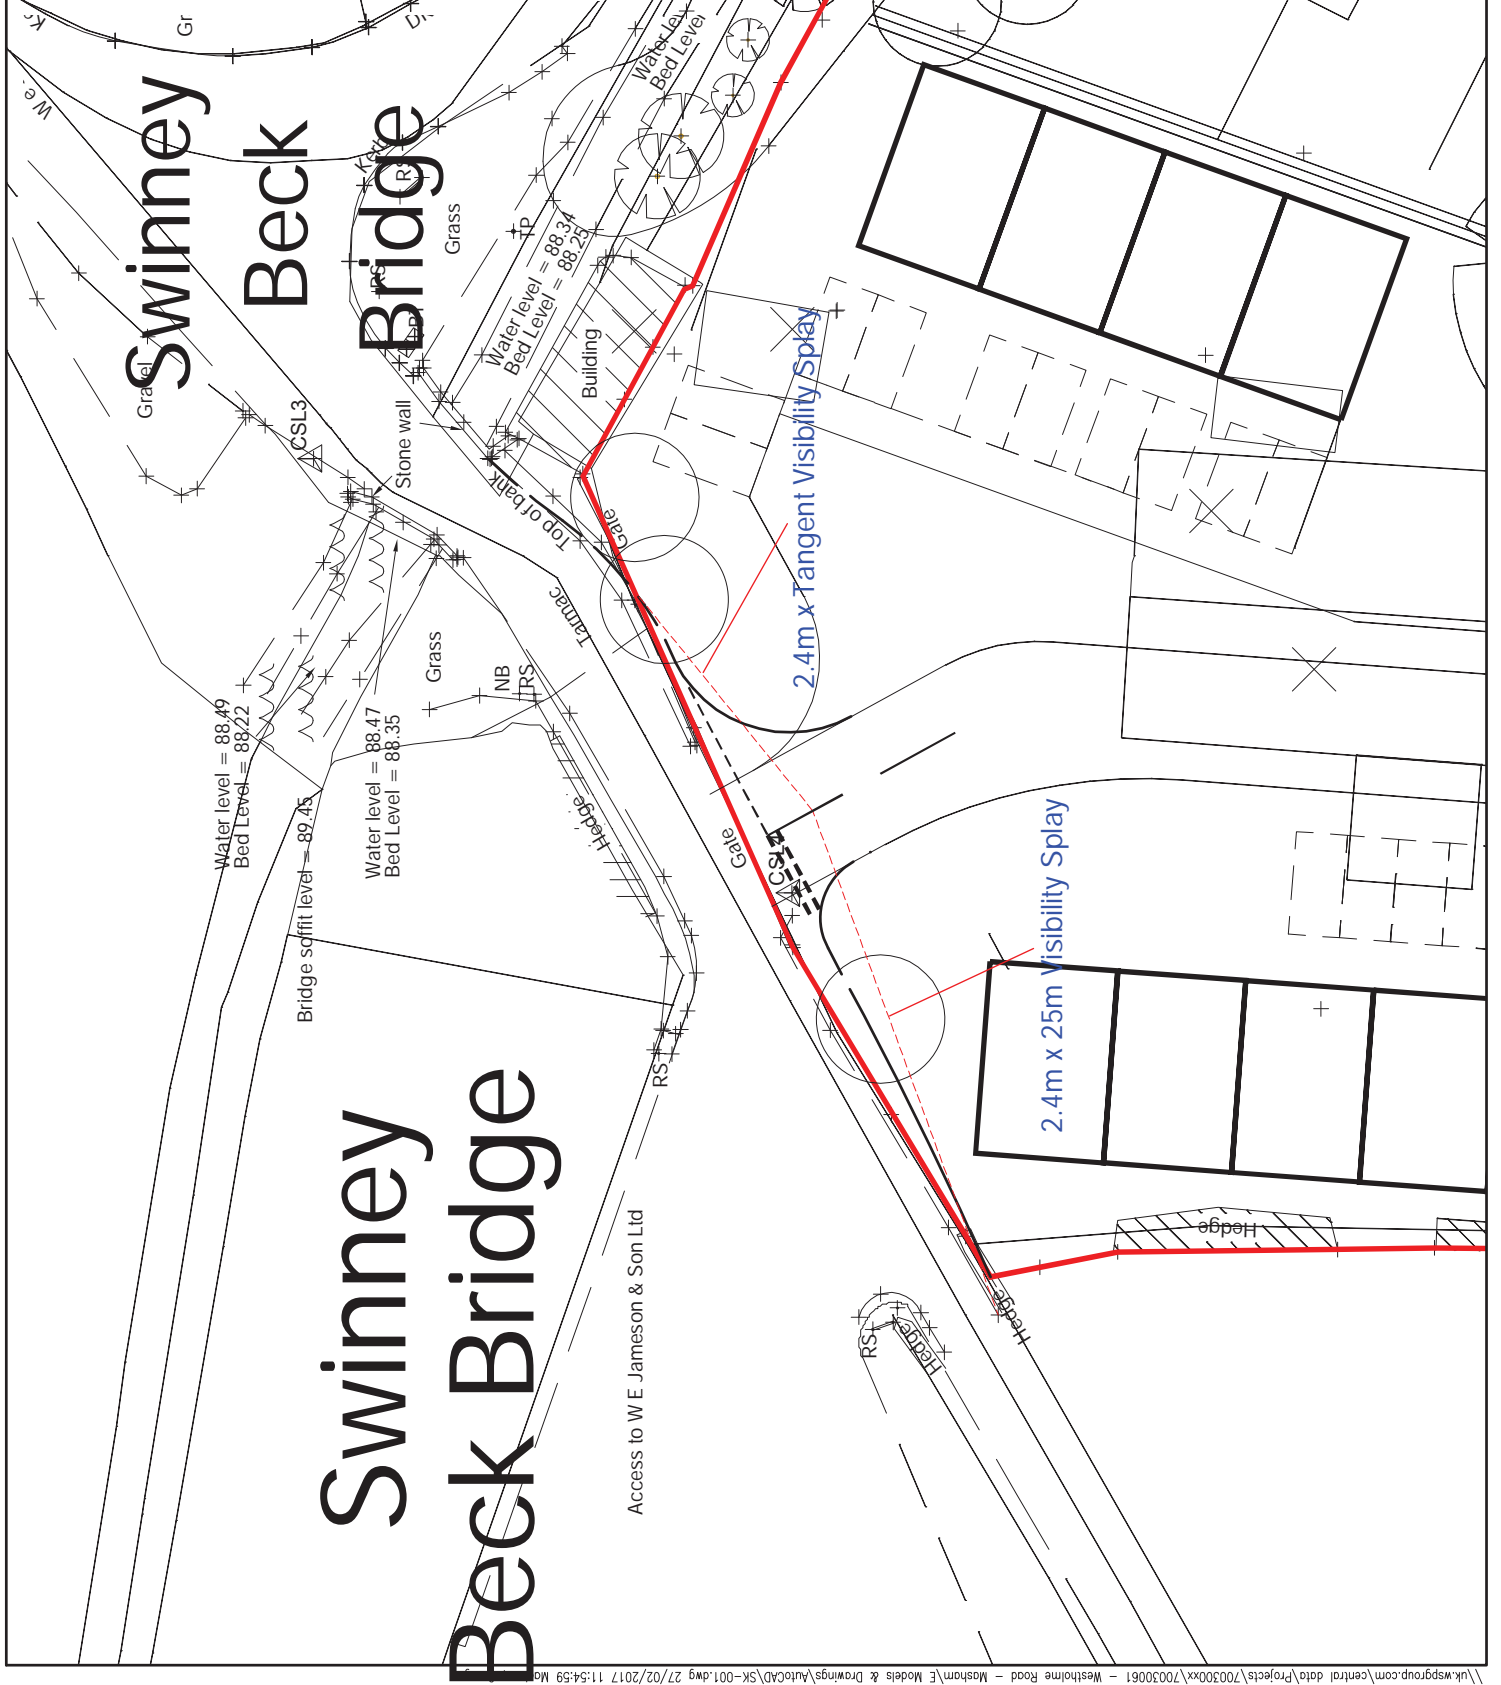 Swinney
Beck
Bridge
Gr
Kerb
RS
Grass
RS
TP
Water level = 88.34
Bed Level = 88.25
Bed Level
Building
Gravel
CSL3
Stone wall
Top of bank
Gate
Tarmac
Grass
NB
RS
Water level = 88.49
Bed Level = 88.22
Water level = 88.47
Bed Level = 88.35
Bridge soffit level = 89.45
Hedge
Gate
2.4m x Tangent Visibility Splay
2.4m x 25m Visibility Splay
RS
Swinney
Beck Bridge
Access to W E Jameson & Son Ltd
RS
Hedge
Hedge
Hedge
\\uk.wspgroup.com\central data\Projects\700300xx\70030061 - Westholme Road - Masham\E Models & Drawings\AutoCAD\SK-001.dwg 27/02/2017 11:54:59